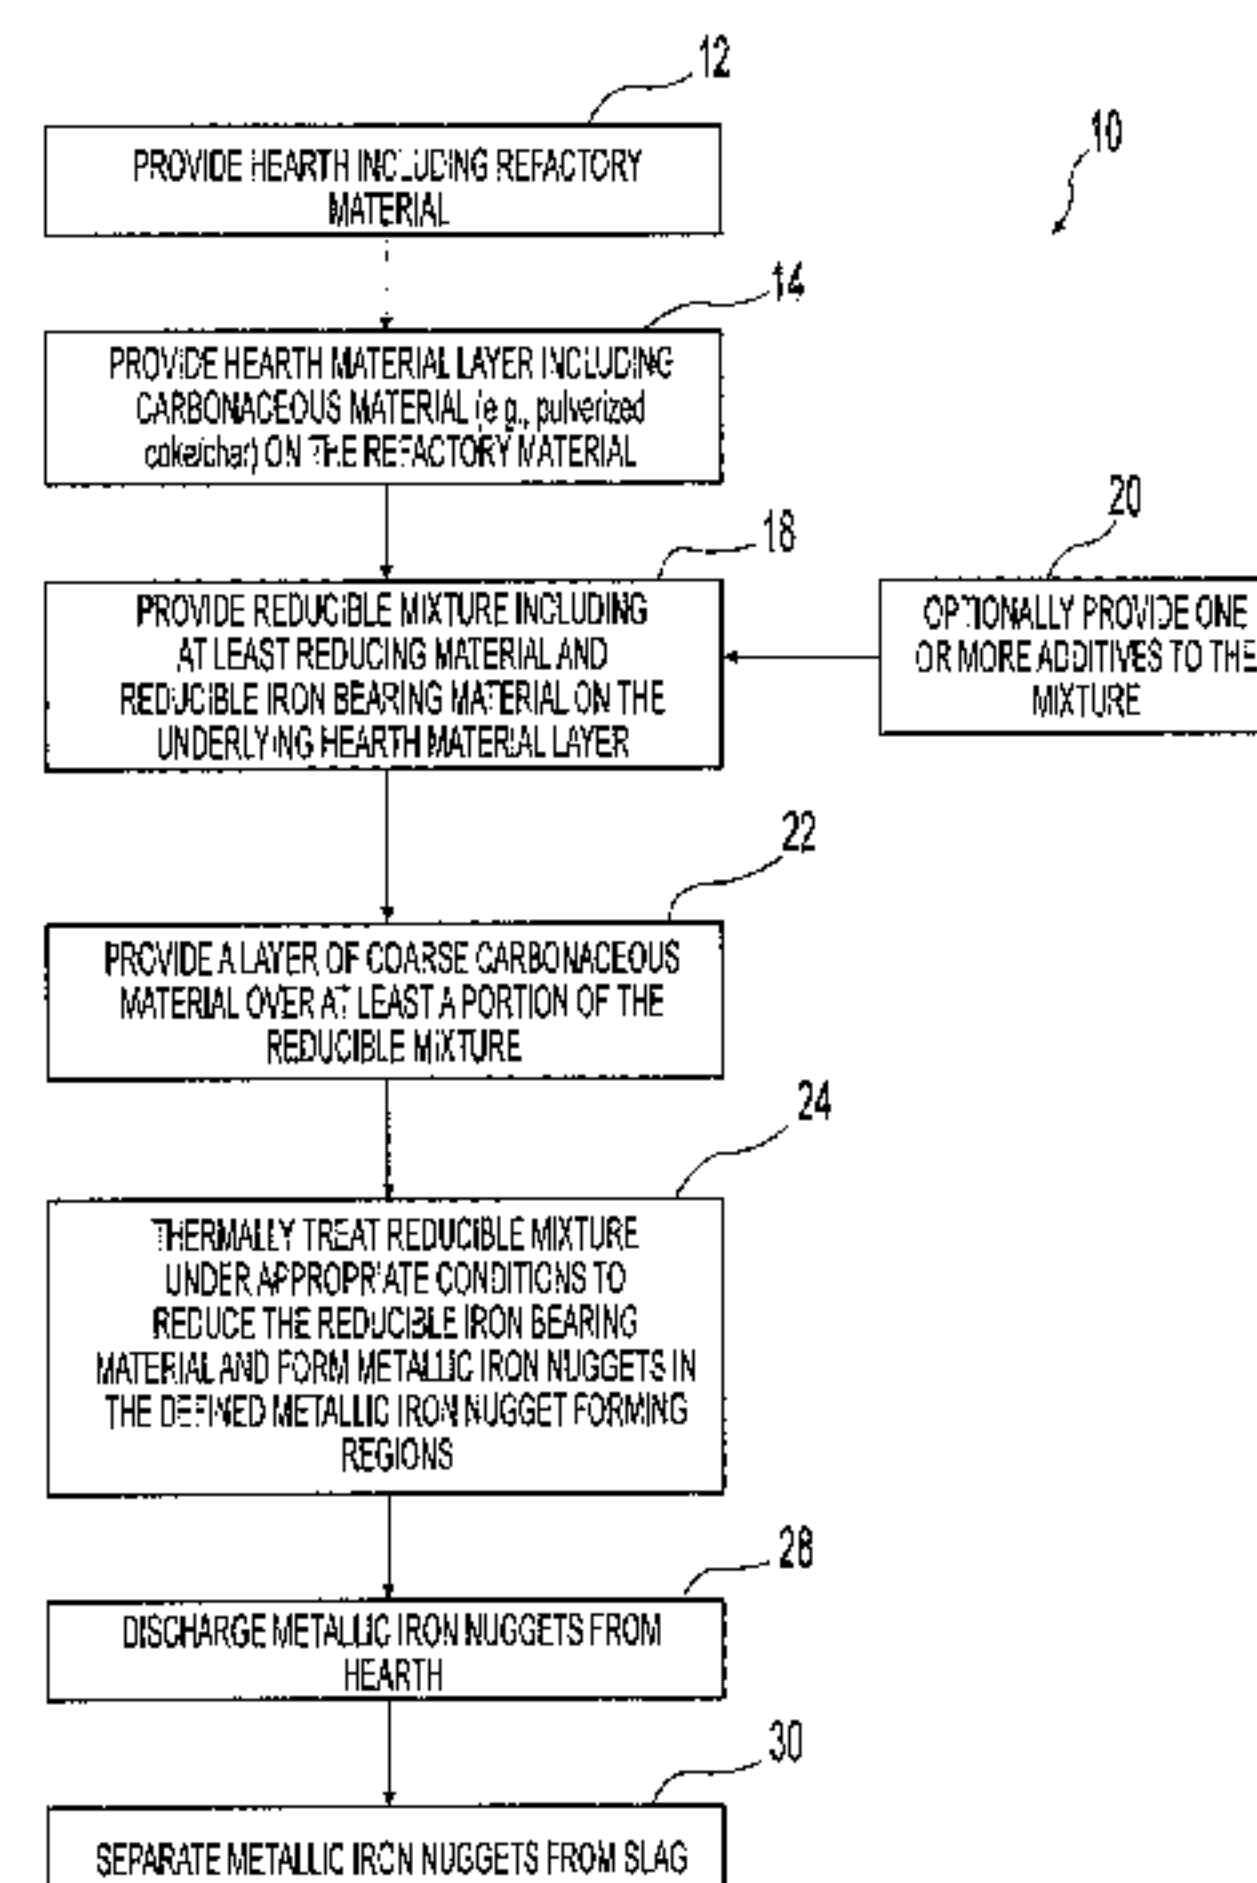 12
PROVIDE HEARTH INCLUDING REFACTORY
MATERIAL
10
14
PROVIDE HEARTH MATERIAL LAYER INCLUDING
CARBONACEOUS MATERIAL (e.g., pulverized
coke/char) ON THE REFACTORY MATERIAL
18
PROVIDE REDUCIBLE MIXTURE INCLUDING
AT LEAST REDUCING MATERIAL AND
REDUCIBLE IRON BEARING MATERIAL ON THE
UNDERLYING HEARTH MATERIAL LAYER
20
OPTIONALLY PROVIDE ONE
OR MORE ADDITIVES TO THE
MIXTURE
22
PROVIDE A LAYER OF COARSE CARBONACEOUS
MATERIAL OVER AT LEAST A PORTION OF THE
REDUCIBLE MIXTURE
24
THERMALLY TREAT REDUCIBLE MIXTURE
UNDER APPROPRIATE CONDITIONS TO
REDUCE THE REDUCIBLE IRON BEARING
MATERIAL AND FORM METALLIC IRON NUGGETS IN
THE DEFINED METALLIC IRON NUGGET FORMING
REGIONS
28
DISCHARGE METALLIC IRON NUGGETS FROM
HEARTH
30
SEPARATE METALLIC IRON NUGGETS FROM SLAG